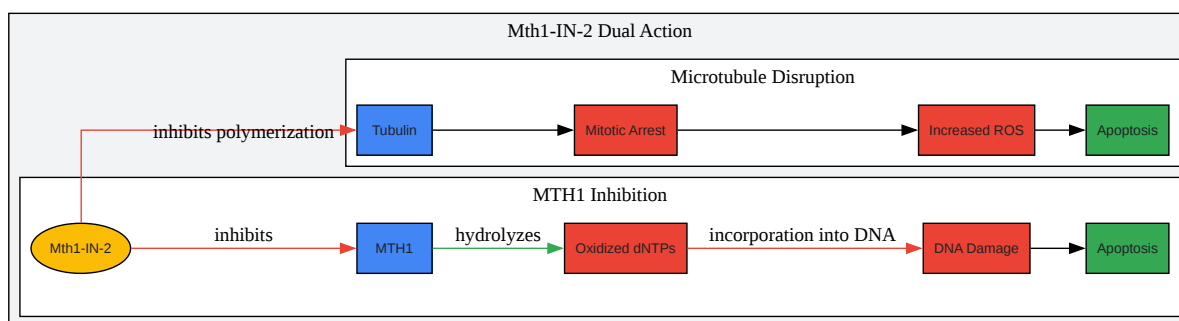 Mth1-IN-2 Dual Action
Microtubule Disruption
inhibits polymerization
Tubulin
Mitotic Arrest
Increased ROS
Apoptosis
MTH1 Inhibition
Mth1-IN-2
inhibits
MTH1
hydrolyzes
Oxidized dNTPs
incorporation into DNA
DNA Damage
Apoptosis